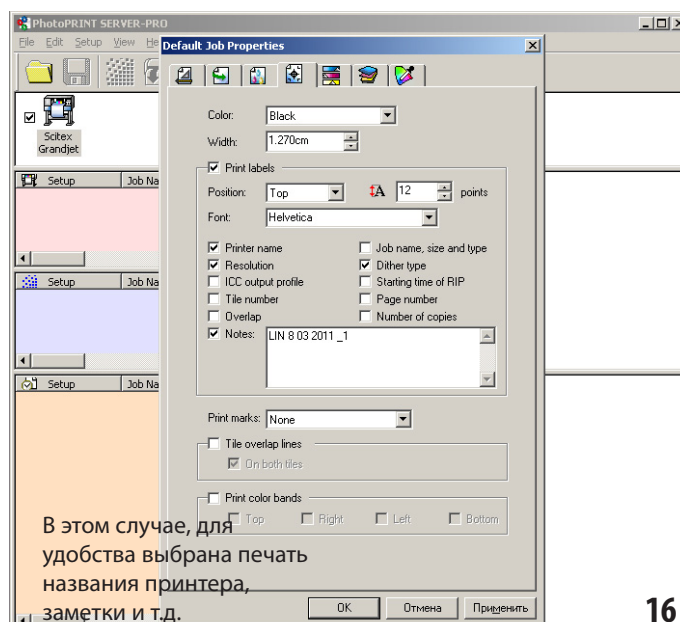 PhotoPRINT SERVER-PRO
File Edit Setup View He
Default Job Properties
Scitex
Grandjet
Setup Job Na
Setup Job Na
Setup Job Na
Color: Black
Width: 1.270cm
Print labels
Position: Top A 12 points
Font: Helvetica
Printer name Job name, size and type
Resolution Dither type
ICC output profile Starting time of RIP
Tile number Page number
Overlap Number of copies
Notes: LIN 8 03 2011 _1
Print marks: None
Tile overlap lines
On both tiles
Print color bands
Top Right Left Bottom
OK Отмена Применить
В этом случае, для
удобства выбрана печать
названия принтера,
заметки и т.д.
16